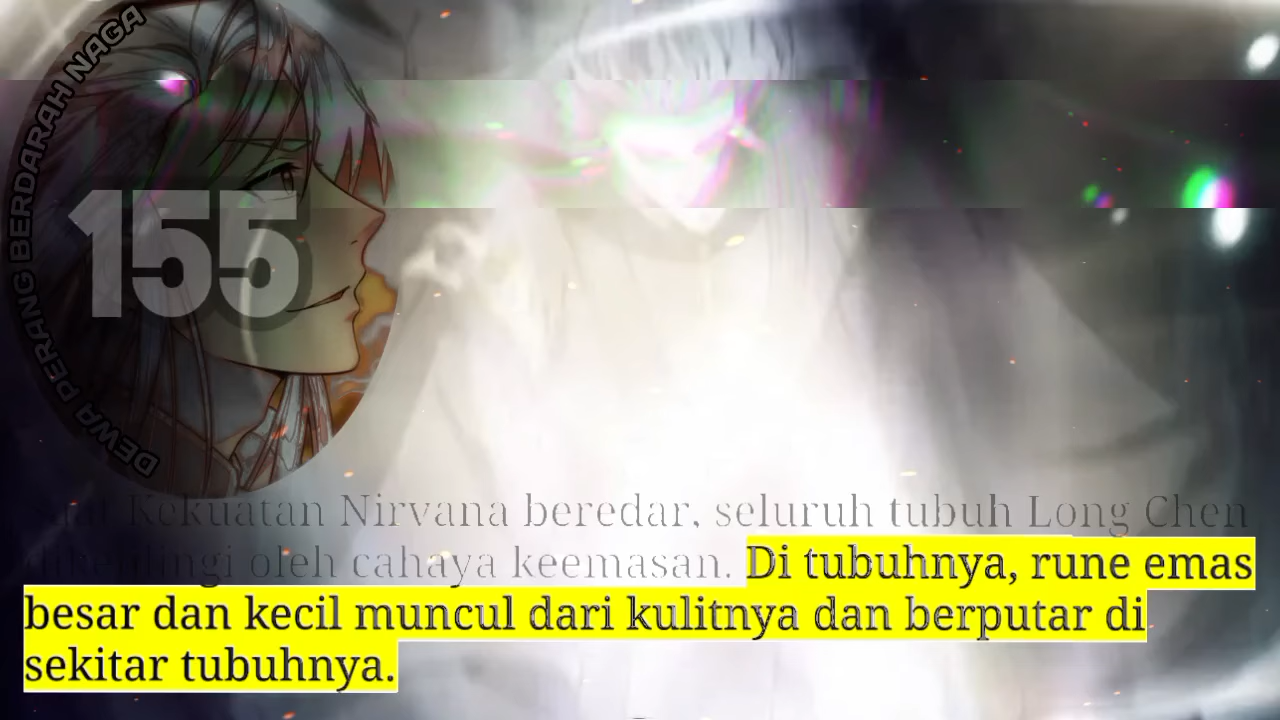 DEWA PERANG BERDARAH NAGA
155
Saat Kekuatan Nirvana beredar, seluruh tubuh Long Chen
dikelilingi oleh cahaya keemasan. Di tubuhnya, rune emas
besar dan kecil muncul dari kulitnya dan berputar di
sekitar tubuhnya.